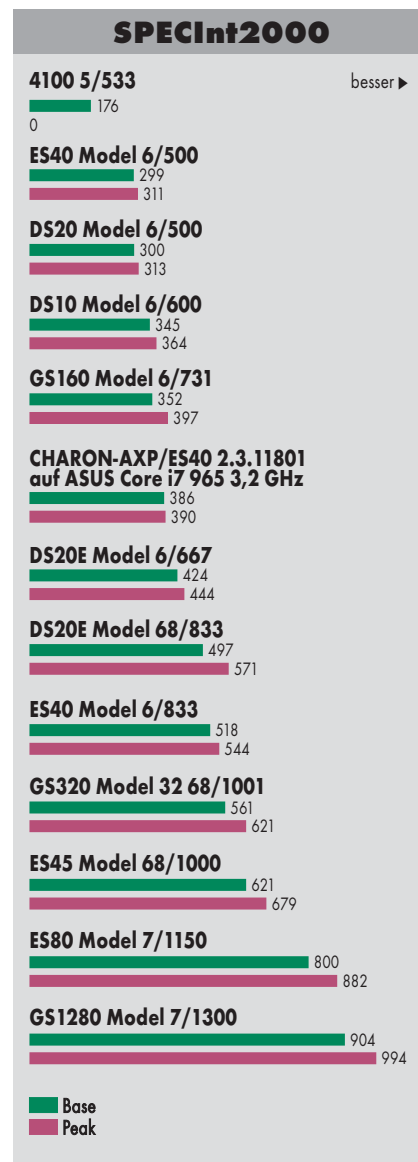 SPECInt2000
4100 5/533 besser ▶
176
0
ES40 Model 6/500
299
311
DS20 Model 6/500
300
313
DS10 Model 6/600
345
364
GS160 Model 6/731
352
397
CHARON-AXP/ES40 2.3.11801
auf ASUS Core i7 965 3,2 GHz
386
390
DS20E Model 6/667
424
444
DS20E Model 68/833
497
571
ES40 Model 6/833
518
544
GS320 Model 32 68/1001
561
621
ES45 Model 68/1000
621
679
ES80 Model 7/1150
800
882
GS1280 Model 7/1300
904
994
Base
Peak